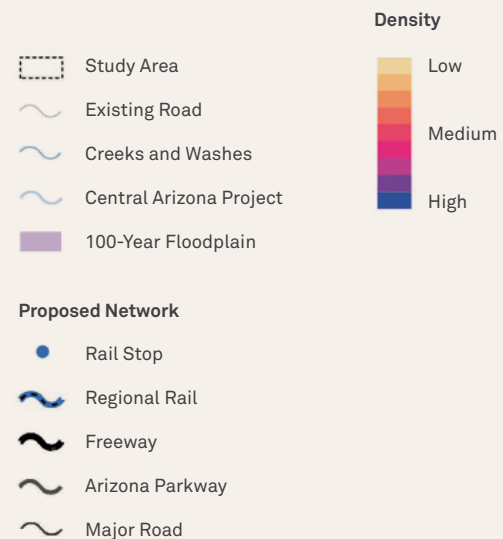 Density
Low
Medium
High
Study Area
Existing Road
Creeks and Washes
Central Arizona Project
100-Year Floodplain
Proposed Network
Rail Stop
Regional Rail
Freeway
Arizona Parkway
Major Road